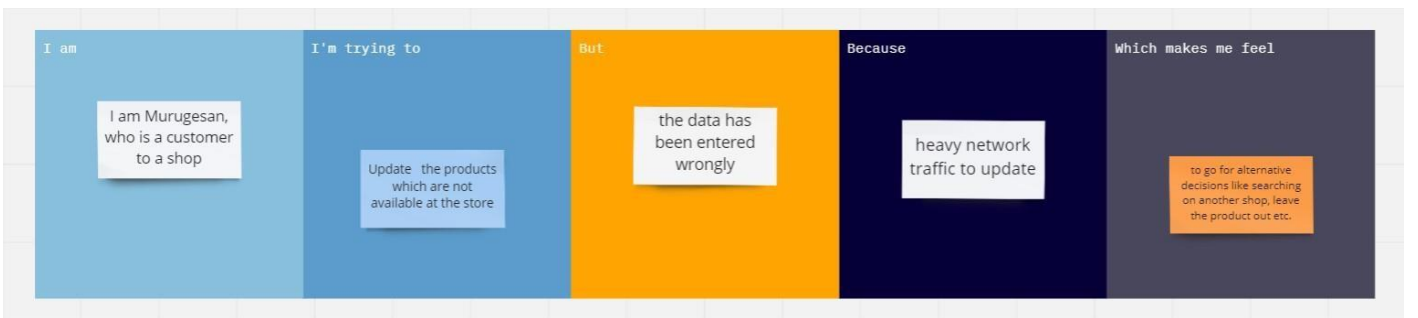 I am
I am Murugesan,
who is a customer
to a shop
I'm trying to
Update the products
which are not
available at the store
But
the data has
been entered
wrongly
Because
heavy network
traffic to update
Which makes me feel
to go for alternative
decisions like searching
on another shop, leave
the product out etc.